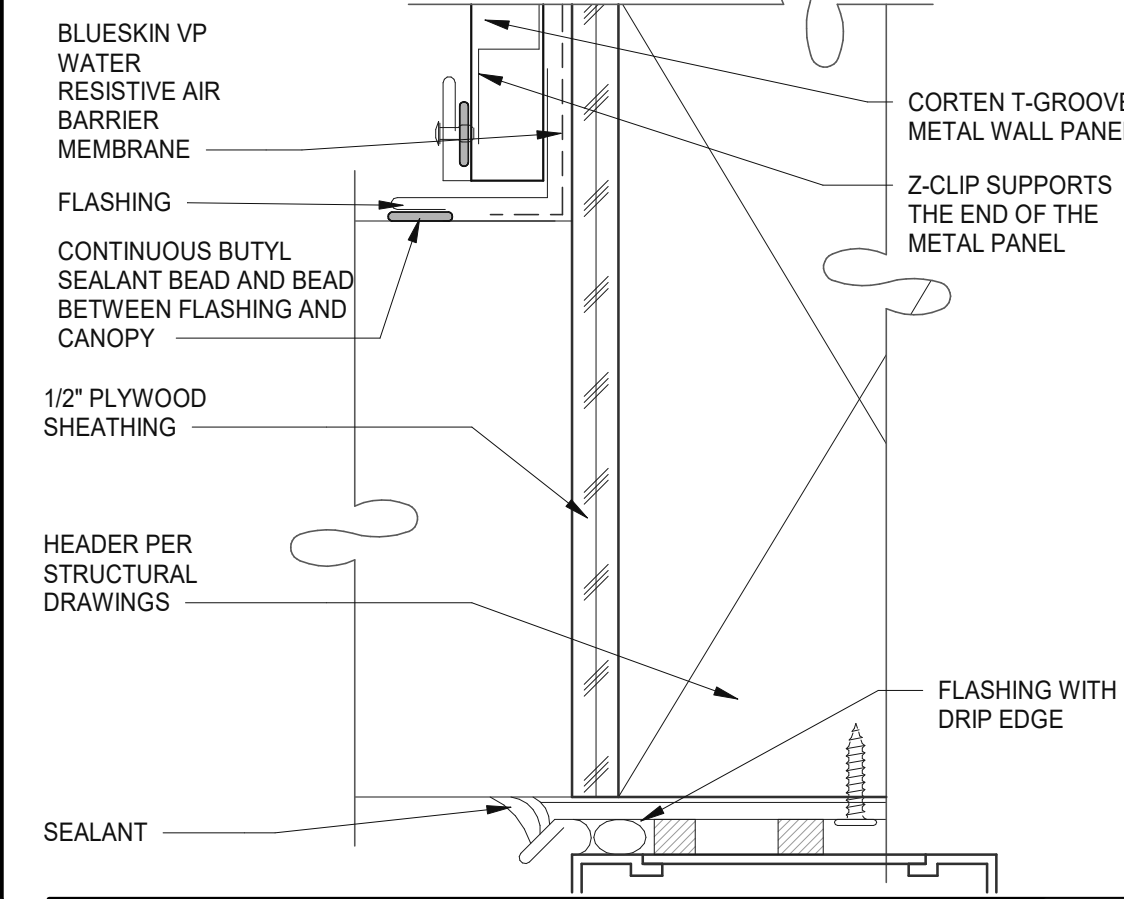 BLUESKIN VP
WATER
RESISTIVE AIR
BARRIER
MEMBRANE
FLASHING
CONTINUOUS BUTYL
SEALANT BEAD AND BEAD
BETWEEN FLASHING AND
CANOPY
1/2" PLYWOOD
SHEATHING
HEADER PER
STRUCTURAL
DRAWINGS
SEALANT
CORTEN T-GROOVE
METAL WALL PANEL
Z-CLIP SUPPORTS
THE END OF THE
METAL PANEL
FLASHING WITH
DRIP EDGE